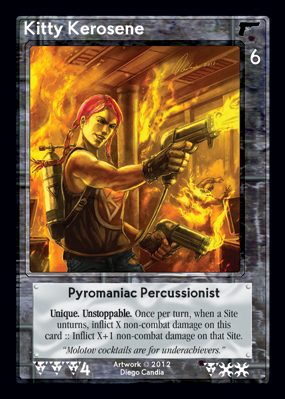 Kitty Kerosene
6
Pyromaniac Percussionist
Unique. Unstoppable. Once per turn, when a Site
unturns, inflict X non-combat damage on this
card :: Inflict X+1 non-combat damage on that Site.
"Molotov cocktails are for underachievers."
4
Artwork © 2012
Diego Candia